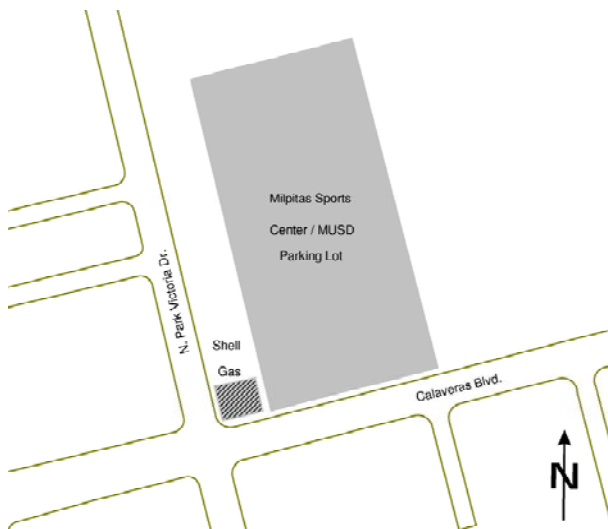 Milpitas Sports
Center / MUSD
Parking Lot
N. Park Victoria Dr.
Shell
Gas
Calaveras Blvd.
N